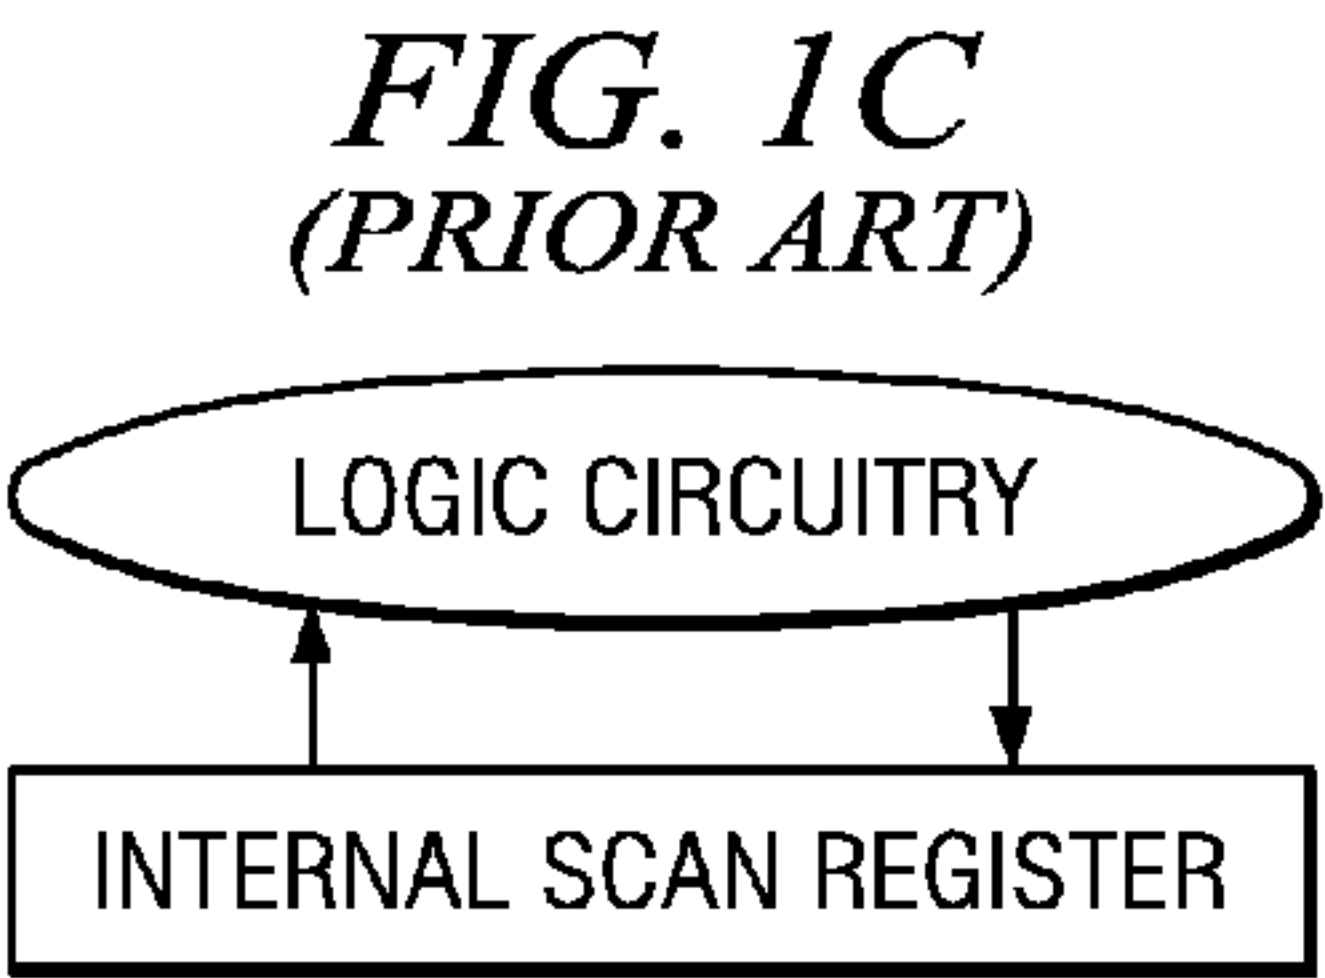 FIG. 1C
(PRIOR ART)
LOGIC CIRCUITRY
INTERNAL SCAN REGISTER